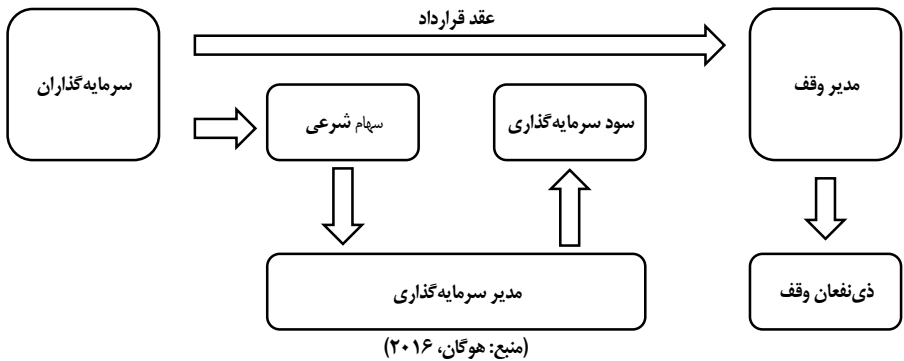 عقد قرارداد
سرمایه‌گذاران
مدیر وقف
سهام شرعی
سود سرمایه‌گذاری
مدیر سرمایه‌گذاری
ذی‌نفعان وقف
(منبع: هوگان، ۲۰۱۶)